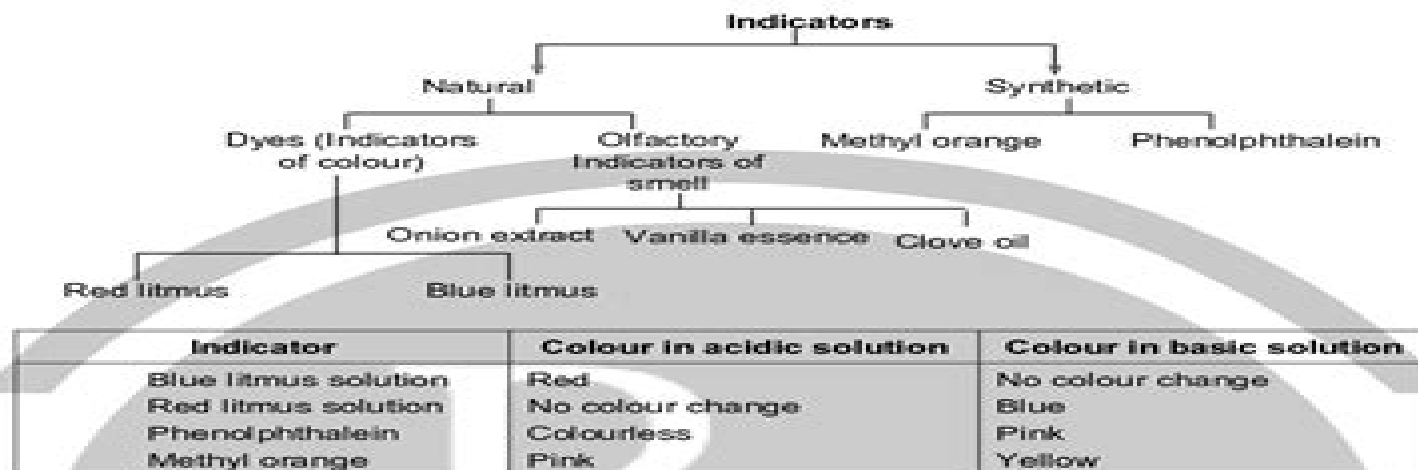 Indicators
Natural Synthetic
Dyes (Indicators of colour)
Olfactory Indicators of smell
Methyl orange Phenolphthalein
Onion extract Vanilla essence Clove oil
Red litmus Blue litmus
Indicator Colour in acidic solution Colour in basic solution
Blue litmus solution Red No colour change
Red litmus solution No colour change Blue
Phenolphthalein Colourless Pink
Methyl orange Pink Yellow